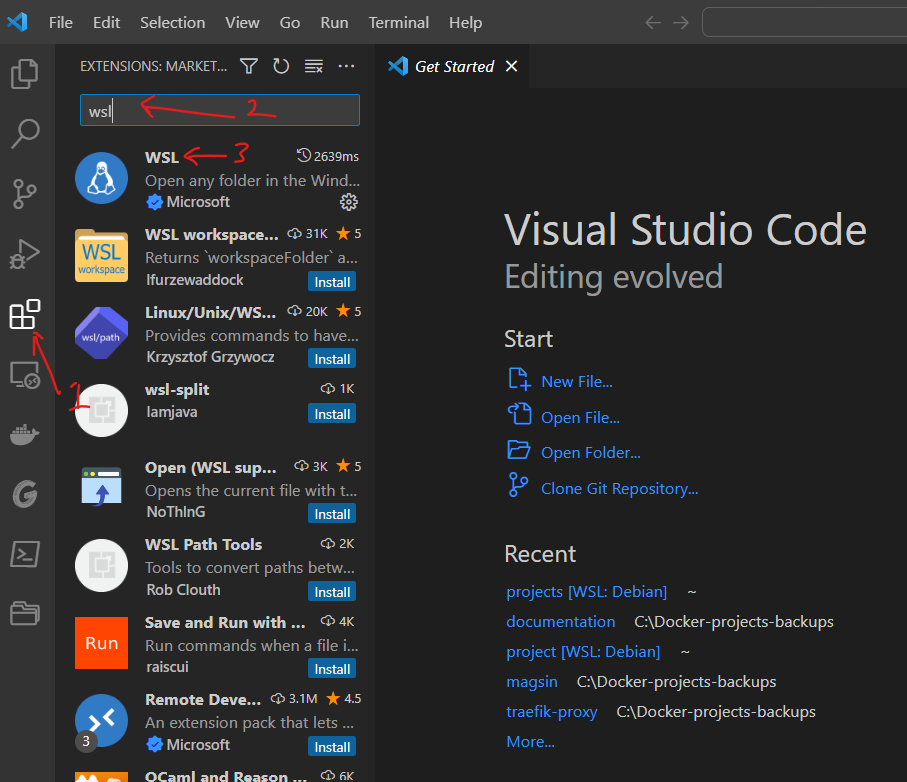 File Edit Selection View Go Run Terminal Help
EXTENSIONS: MARKET...
Get Started
wsl
2
WSL
3
2639ms
Open any folder in the Wind...
Microsoft
WSL
workspace
WSL workspace... 31K 5
Returns `workspaceFolder` a...
lfurzewaddock
Install
wsl/path
Linux/Unix/WS... 20K 5
Provides commands to have...
Krzysztof Grzywocz
Install
1
wsl-split 1K
Iamjava
Install
Open (WSL sup... 3K 5
Opens the current file with t...
NoThInG
Install
WSL Path Tools 2K
Tools to convert paths betw...
Rob Clouth
Install
Run
Save and Run with ... 4K
Run commands when a file i...
raiscui
Install
3
Remote Deve... 3.1M 4.5
An extension pack that lets ...
Microsoft
Install
OCaml and Reason ... 6K
Visual Studio Code
Editing evolved
Start
New File...
Open File...
Open Folder...
Clone Git Repository...
Recent
projects [WSL: Debian] ~
documentation C:\Docker-projects-backups
project [WSL: Debian] ~
magsin C:\Docker-projects-backups
traefik-proxy C:\Docker-projects-backups
More...